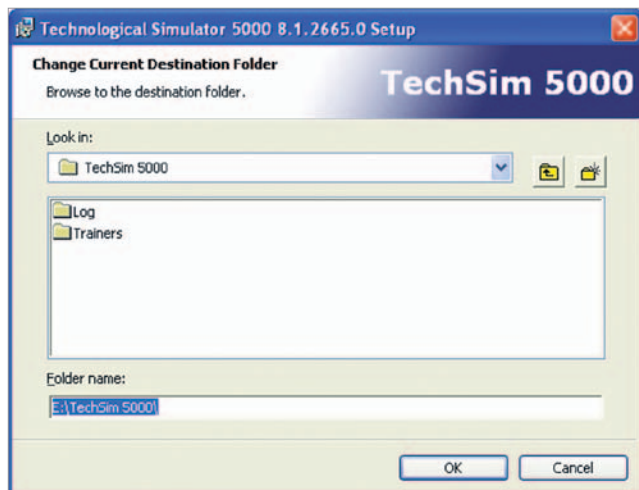 Technological Simulator 5000 8.1.2665.0 Setup
Change Current Destination Folder
Browse to the destination folder.
TechSim 5000
Look in:
TechSim 5000
Log
Trainers
Folder name:
E:\TechSim 5000\
OK
Cancel